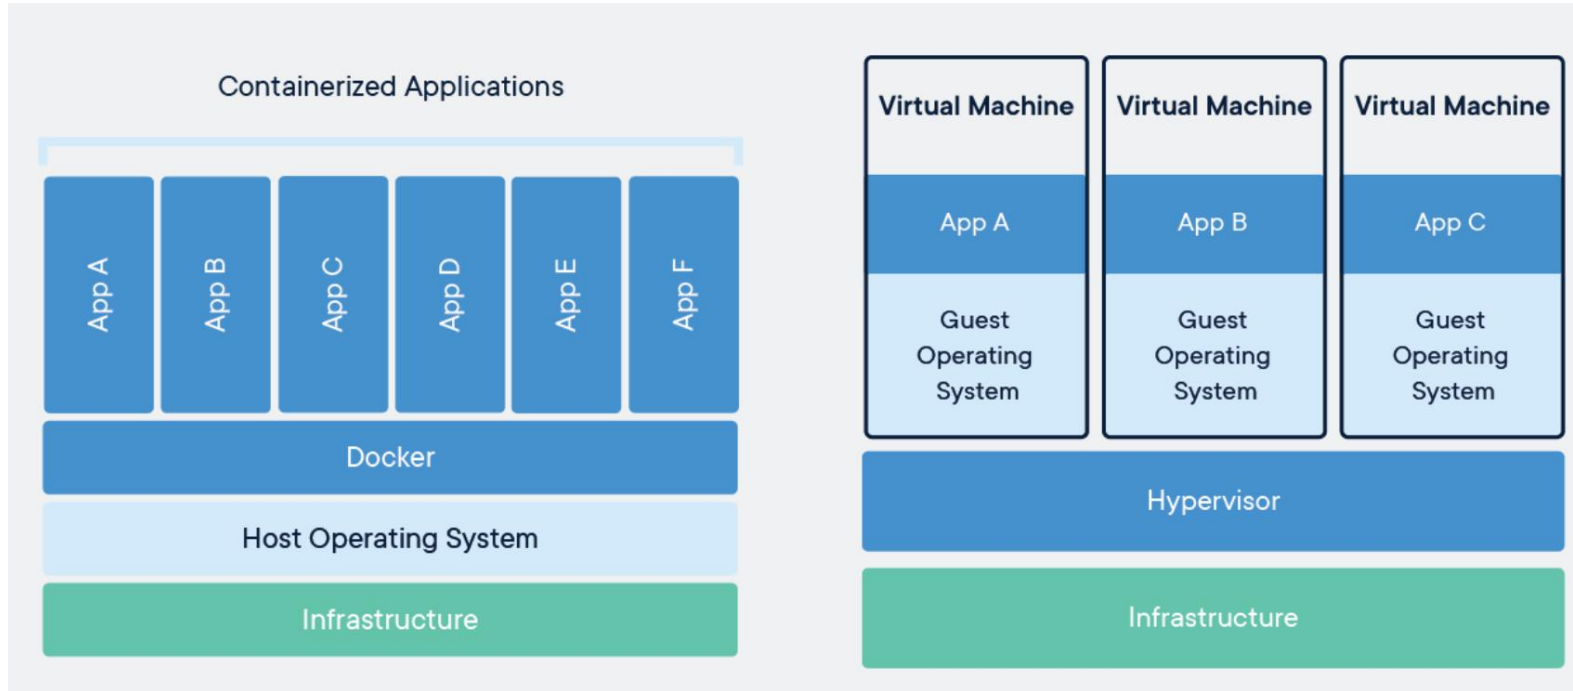 Containerized Applications
App A
App B
App C
App D
App E
App F
Docker
Host Operating System
Infrastructure
Virtual Machine
App A
Guest
Operating
System
Virtual Machine
App B
Guest
Operating
System
Virtual Machine
App C
Guest
Operating
System
Hypervisor
Infrastructure